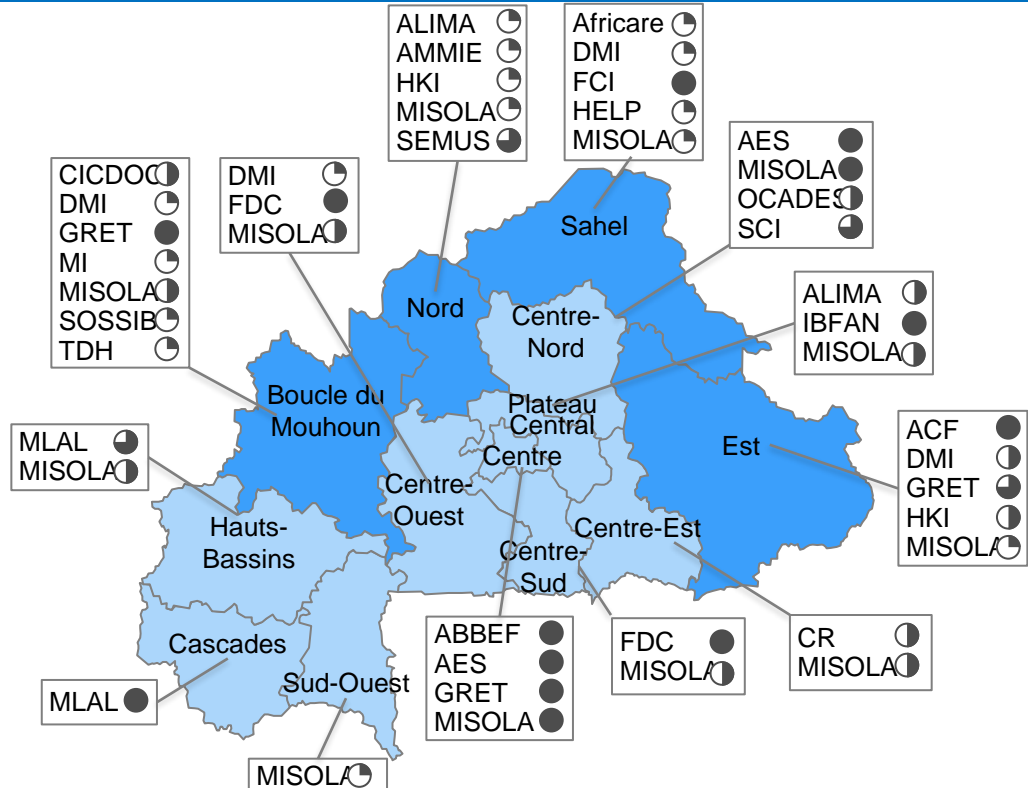 ALIMA
AMMIE
HKI
MISOLA
SEMUS
Africare
DMI
FCI
HELP
MISOLA
AES
MISOLA
OCADES
SCI
CICDOC
DMI
GRET
MI
MISOLA
SOSSIB
TDH
DMI
FDC
MISOLA
Sahel
Nord
Centre-
Nord
ALIMA
IBFAN
MISOLA
Boucle du
Mouhoun
Plateau
Central
Centre
Est
MLAL
MISOLA
ACF
DMI
GRET
HKI
MISOLA
Centre-
Ouest
Hauts-
Bassins
Centre-Est
Centre-
Sud
Cascades
Sud-Ouest
ABBEF
AES
GRET
MISOLA
FDC
MISOLA
CR
MISOLA
MLAL
MISOLA